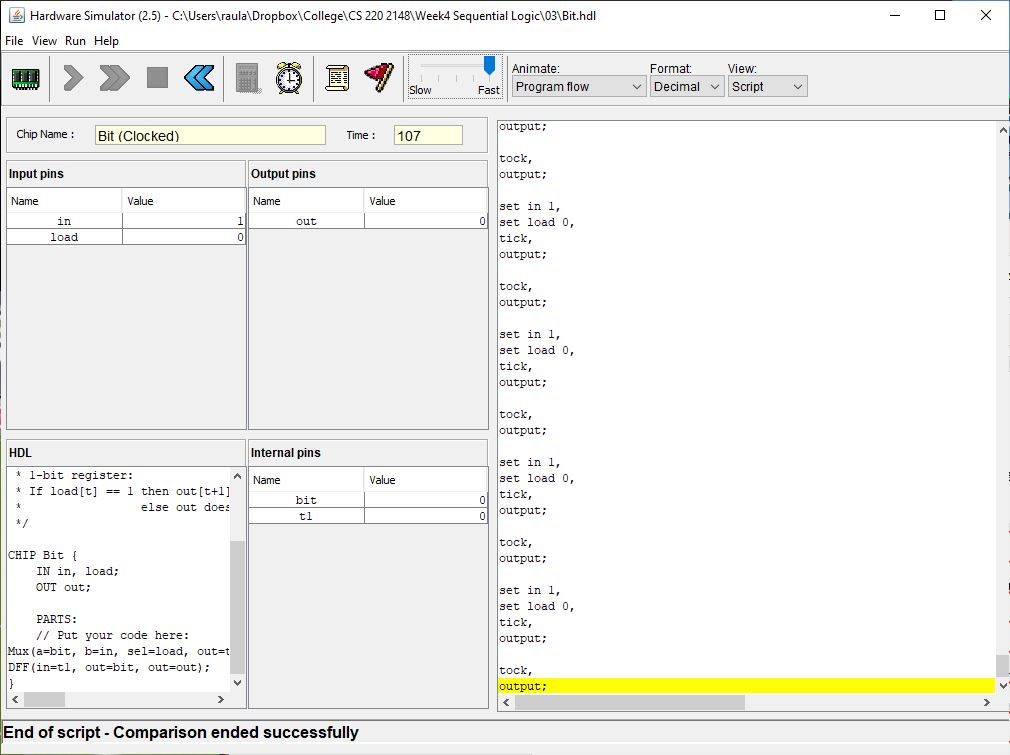 Hardware Simulator (2.5) - C:\Users\raula\Dropbox\College\CS 220 2148\Week4 Sequential Logic\03\Bit.hdl
File View Run Help
Slow Fast
Animate:
Program flow
Format:
Decimal
View:
Script
Chip Name : Bit (Clocked) Time : 107
Input pins
Name Value
in 1
load 0
Output pins
Name Value
out 0
HDL
* 1-bit register:
* If load[t] == 1 then out[t+1]
* else out does
*/
CHIP Bit {
IN in, load;
OUT out;
PARTS:
// Put your code here:
Mux(a=bit, b=in, sel=load, out=t
DFF(in=t1, out=bit, out=out);
}
Internal pins
Name Value
bit 0
t1 0
output;
tock,
output;
set in 1,
set load 0,
tick,
output;
tock,
output;
set in 1,
set load 0,
tick,
output;
tock,
output;
set in 1,
set load 0,
tick,
output;
tock,
output;
set in 1,
set load 0,
tick,
output;
tock,
output;
End of script - Comparison ended successfully